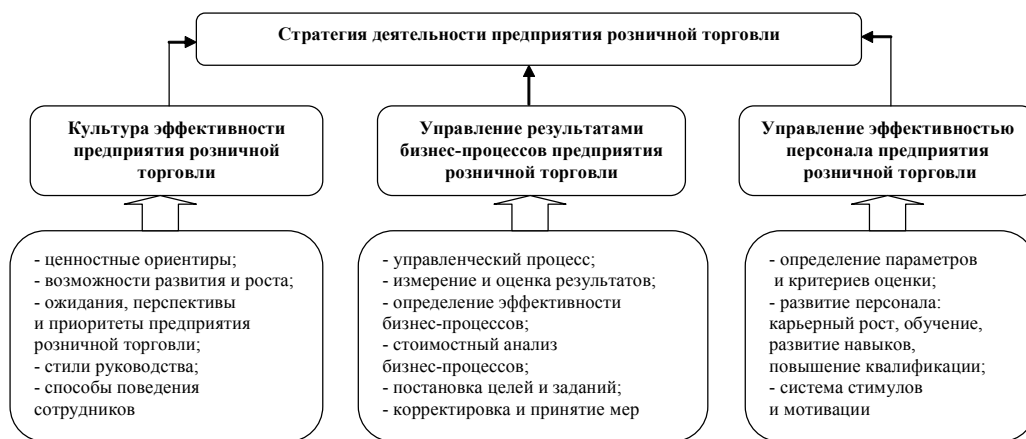 Стратегия деятельности предприятия розничной торговли
Культура эффективности
предприятия розничной
торговли
Управление результатами
бизнес-процессов предприятия
розничной торговли
Управление эффективностью
персонала предприятия
розничной торговли
- ценностные ориентиры;
- возможности развития и роста;
- ожидания, перспективы
и приоритеты предприятия
розничной торговли;
- стили руководства;
- способы поведения
сотрудников
- управленческий процесс;
- измерение и оценка результатов;
- определение эффективности
бизнес-процессов;
- стоимостный анализ
бизнес-процессов;
- постановка целей и заданий;
- корректировка и принятие мер
- определение параметров
и критериев оценки;
- развитие персонала:
карьерный рост, обучение,
развитие навыков,
повышение квалификации;
- система стимулов
и мотивации